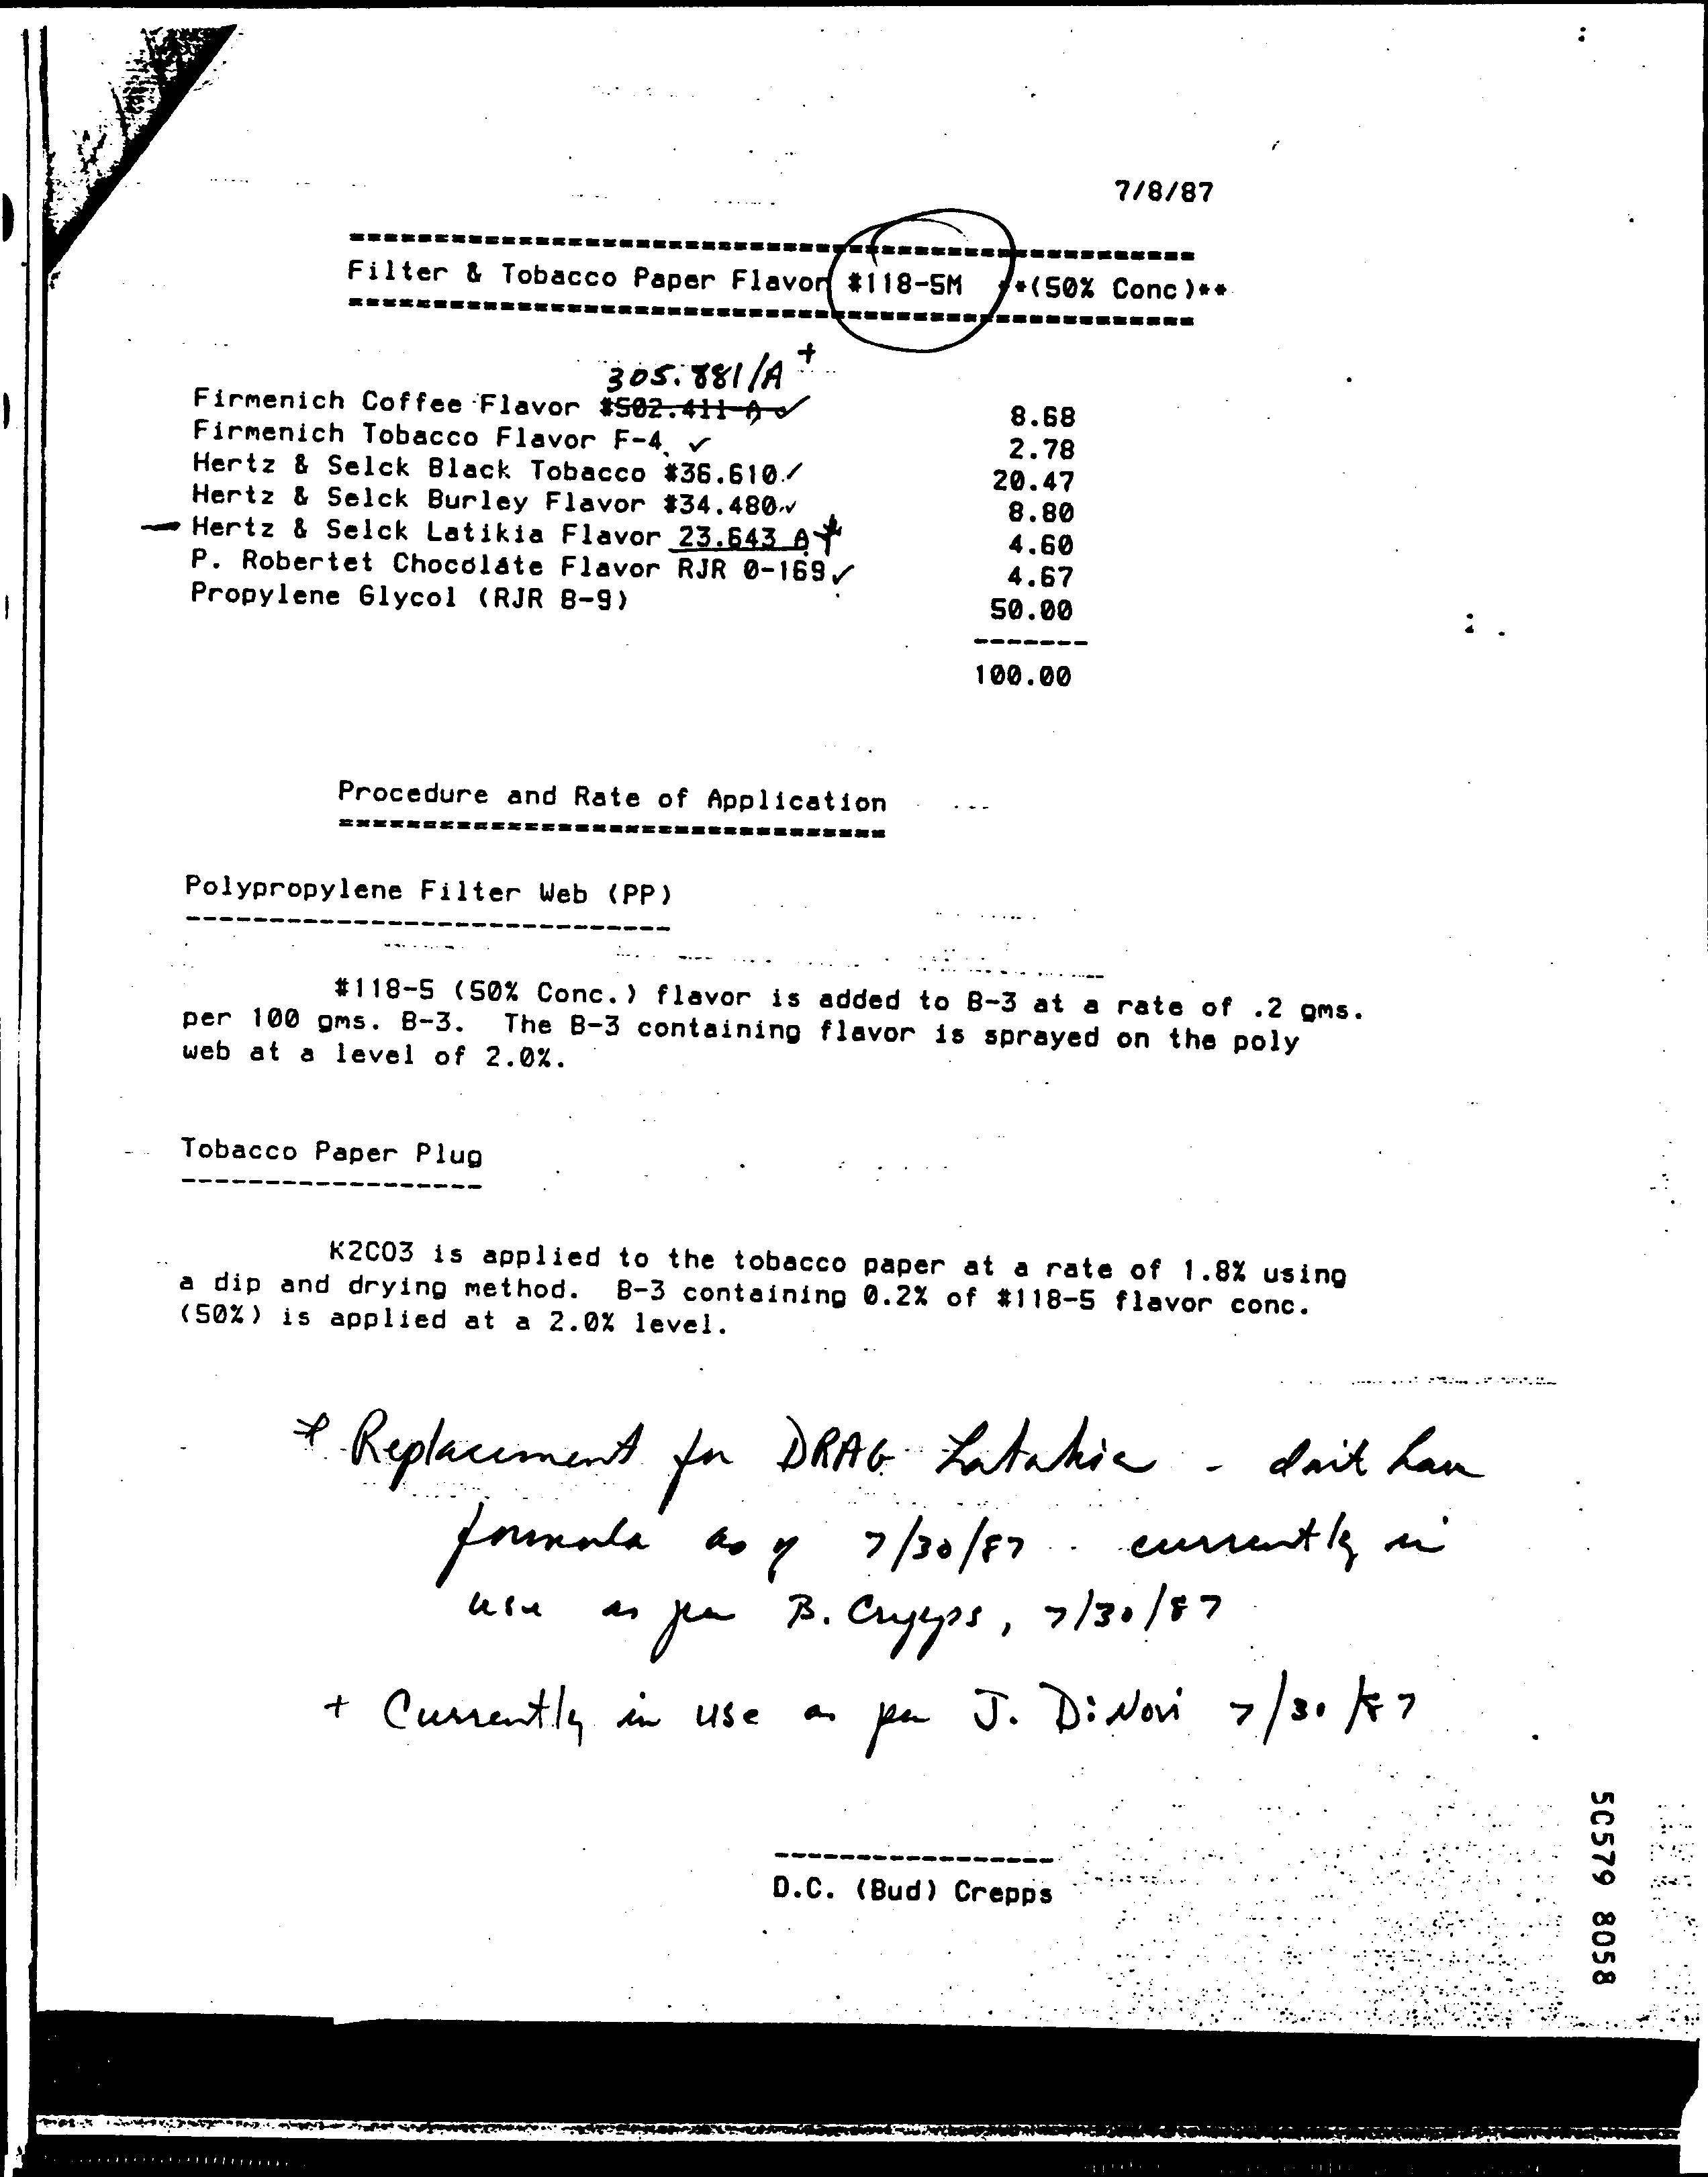 7/8/87
==================================================
Filter & Tobacco Paper Flavor #118-5M **(50% Conc)**
==================================================
305.881/A +
Firmenich Coffee Flavor #502.411-A ✓ 8.68
Firmenich Tobacco Flavor F-4 ✓ 2.78
Hertz & Selck Black Tobacco #36.610 ✓ 20.47
Hertz & Selck Burley Flavor #34.480 ✓ 8.80
— Hertz & Selck Latikia Flavor 23.643 A * 4.60
P. Robertet Chocolate Flavor RJR 0-169 ✓ 4.67
Propylene Glycol (RJR B-9) 50.00
-------
100.00
Procedure and Rate of Application
=================================
Polypropylene Filter Web (PP)
-----------------------------
#118-5 (50% Conc.) flavor is added to B-3 at a rate of .2 gms.
per 100 gms. B-3. The B-3 containing flavor is sprayed on the poly
web at a level of 2.0%.
Tobacco Paper Plug
------------------
K2CO3 is applied to the tobacco paper at a rate of 1.8% using
a dip and drying method. B-3 containing 0.2% of #118-5 flavor conc.
(50%) is applied at a 2.0% level.
* Replacement for DRAG Latakia - don't have
formula as of 7/30/87 currently in
use as per B. Crepps, 7/30/87
+ Currently in use as per J. DiNovi 7/30/87
-----------------
D.C. (Bud) Crepps
50579 8058